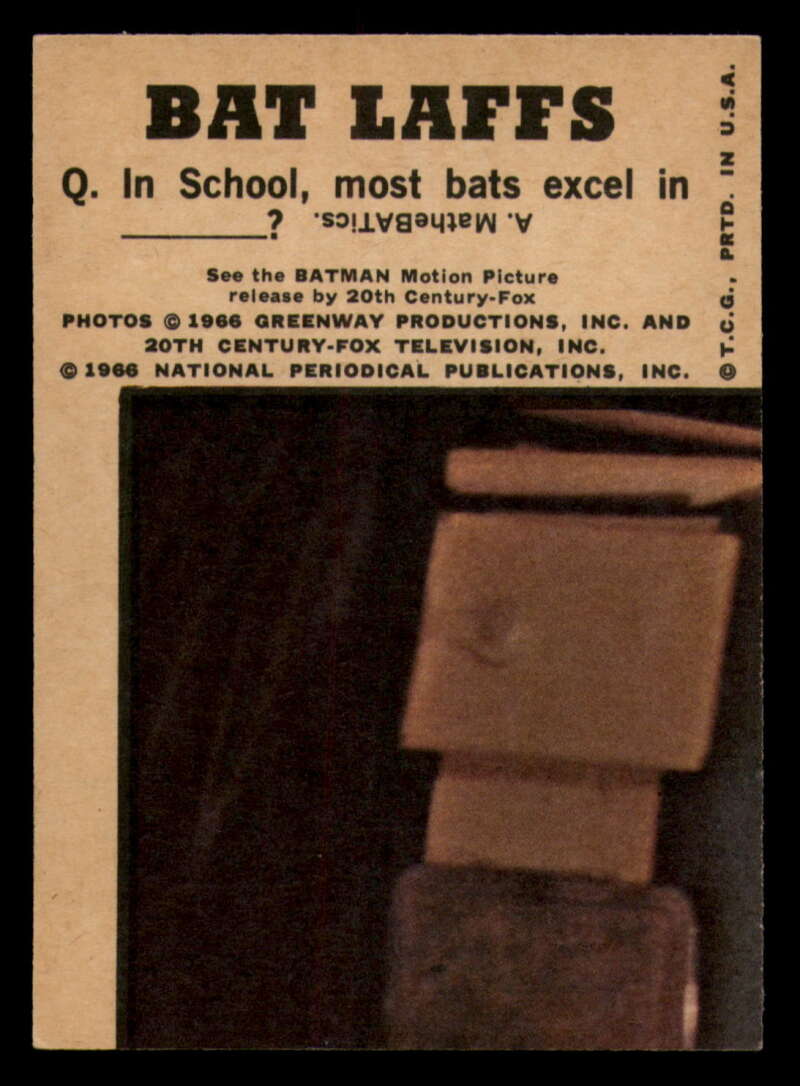 BAT LAFFS
Q. In School, most bats excel in
________?
A. MatheBATics.
See the BATMAN Motion Picture
release by 20th Century-Fox
PHOTOS © 1966 GREENWAY PRODUCTIONS, INC. AND
20TH CENTURY-FOX TELEVISION, INC.
© 1966 NATIONAL PERIODICAL PUBLICATIONS, INC.
© T.C.G., PRTD. IN U.S.A.